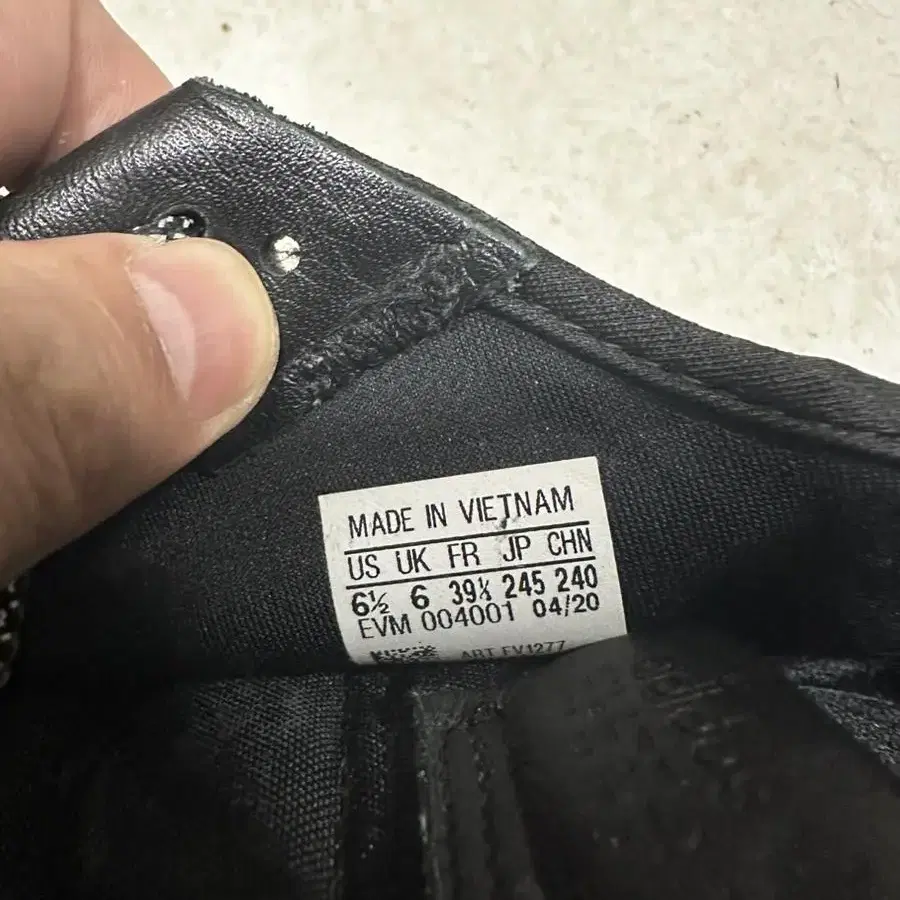 MADE IN VIETNAM
US UK FR JP CHN
6½ 6 39⅓ 245 240
EVM 004001 04/20
ART FV1277